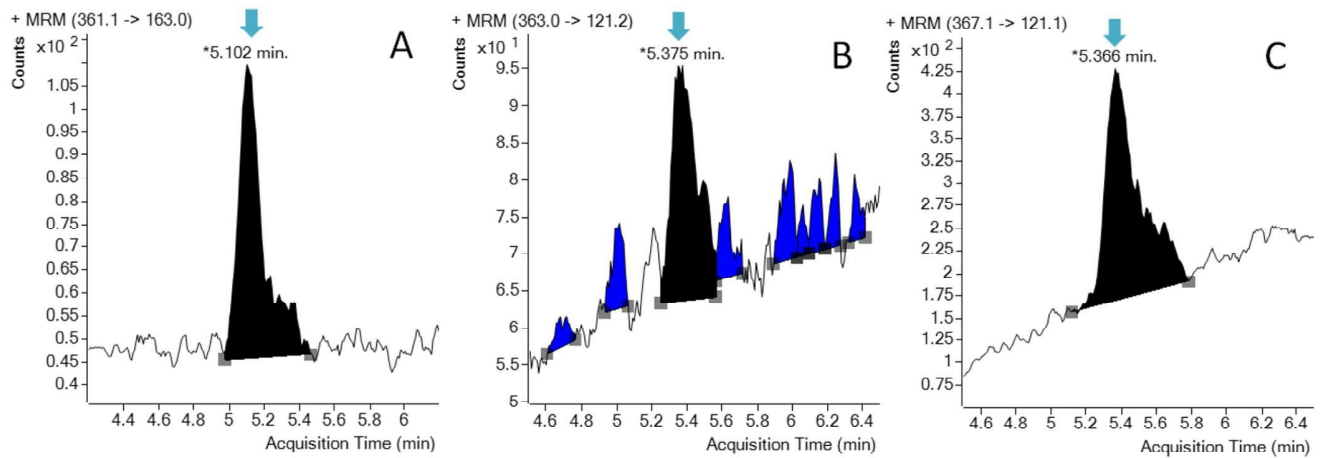 + MRM (361.1 -> 163.0)
A
*5.102 min.
Counts
x10 2
1.05
1
0.95
0.9
0.85
0.8
0.75
0.7
0.65
0.6
0.55
0.5
0.45
0.4
4.4 4.6 4.8 5 5.2 5.4 5.6 5.8 6
Acquisition Time (min)
+ MRM (363.0 -> 121.2)
B
*5.375 min.
Counts
x10 1
9.5
9
8.5
8
7.5
7
6.5
6
5.5
5
4.6 4.8 5 5.2 5.4 5.6 5.8 6 6.2 6.4
Acquisition Time (min)
+ MRM (367.1 -> 121.1)
C
*5.366 min.
Counts
x10 2
4.25
4
3.75
3.5
3.25
3
2.75
2.5
2.25
2
1.75
1.5
1.25
1
0.75
4.6 4.8 5 5.2 5.4 5.6 5.8 6 6.2 6.4
Acquisition Time (min)